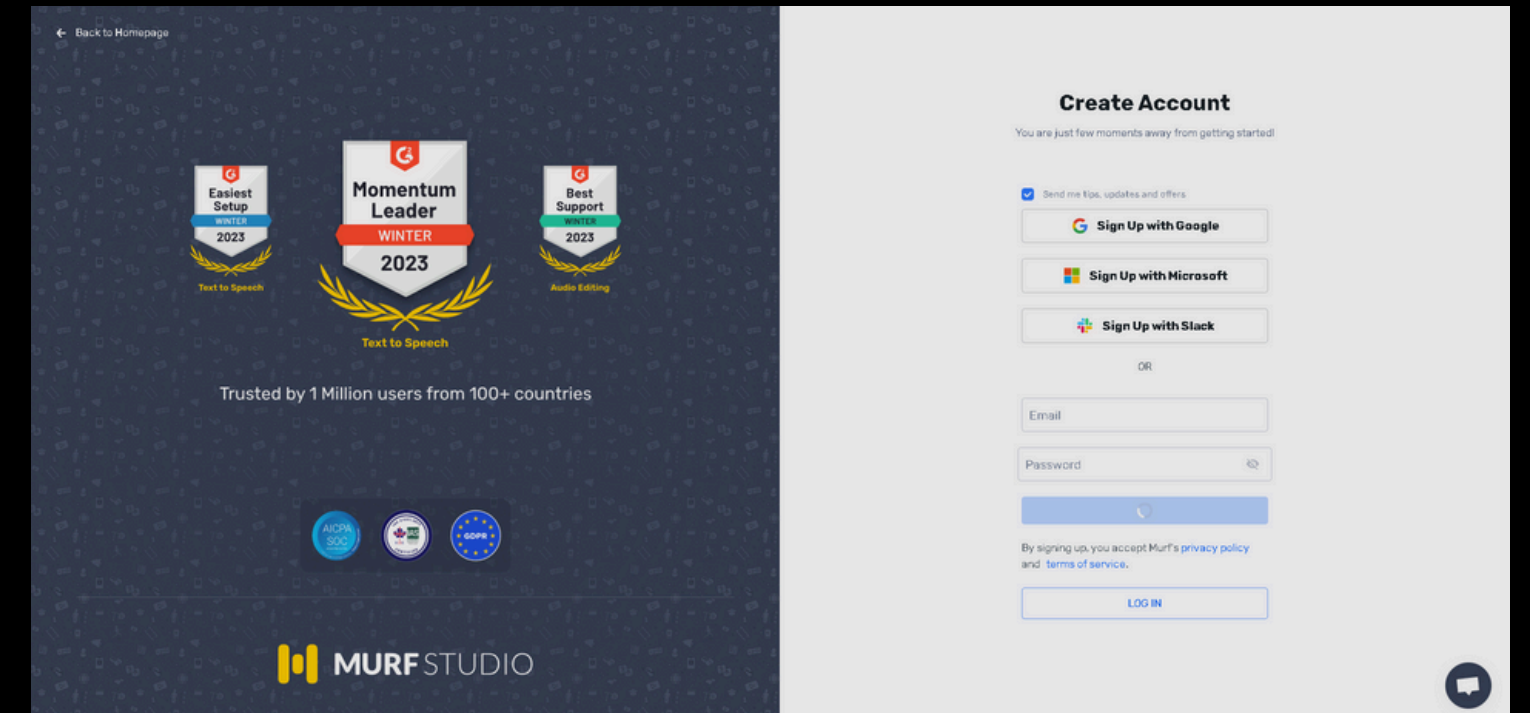 Back to Homepage
Easiest
Setup
WINTER
2023
Text to Speech
Momentum
Leader
WINTER
2023
Text to Speech
Best
Support
WINTER
2023
Audio Editing
Trusted by 1 Million users from 100+ countries
AICPA
SOC
GDPR
MURF STUDIO
Create Account
You are just few moments away from getting started!
Send me tips, updates and offers
Sign Up with Google
Sign Up with Microsoft
Sign Up with Slack
OR
Email
Password
By signing up, you accept Murf's privacy policy
and terms of service.
LOG IN